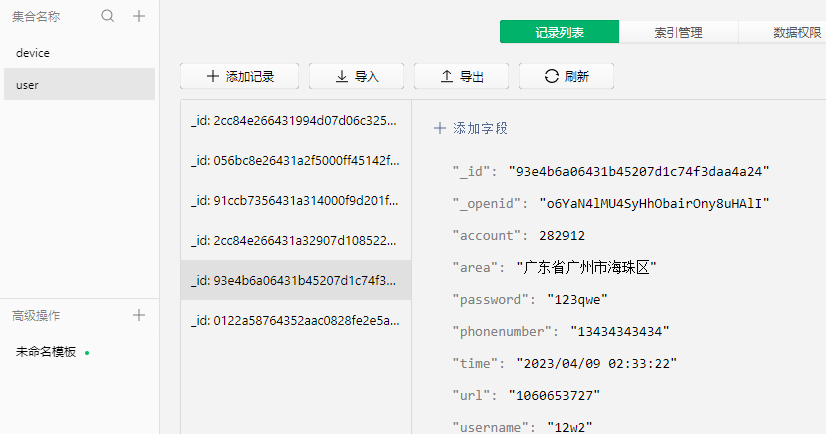 集合名称
device
user
高级操作
未命名模板
记录列表
索引管理
数据权限
添加记录
导入
导出
刷新
_id: 2cc84e266431994d07d06c325...
_id: 056bc8e26431a2f5000ff45142f...
_id: 91ccb7356431a314000f9d201f...
_id: 2cc84e266431a32907d108522...
_id: 93e4b6a06431b45207d1c74f3...
_id: 0122a58764352aac0828fe2e5a...
添加字段
"_id": "93e4b6a06431b45207d1c74f3daa4a24"
"_openid": "o6YaN4lMU4SyHhObairOny8uHAlI"
"account": 282912
"area": "广东省广州市海珠区"
"password": "123qwe"
"phonenumber": "13434343434"
"time": "2023/04/09 02:33:22"
"url": "1060653727"
"username": "12w2"